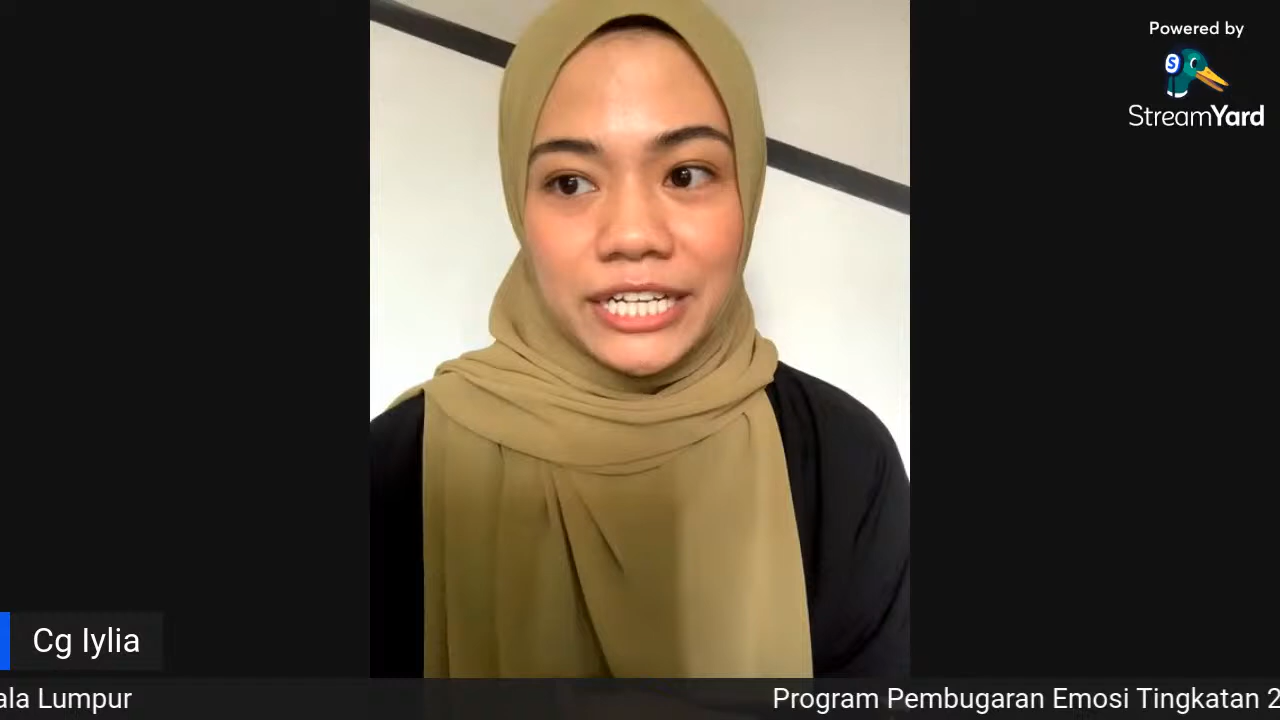 Powered by
S
StreamYard
Cg Iylia
ala Lumpur
Program Pembugaran Emosi Tingkatan 2